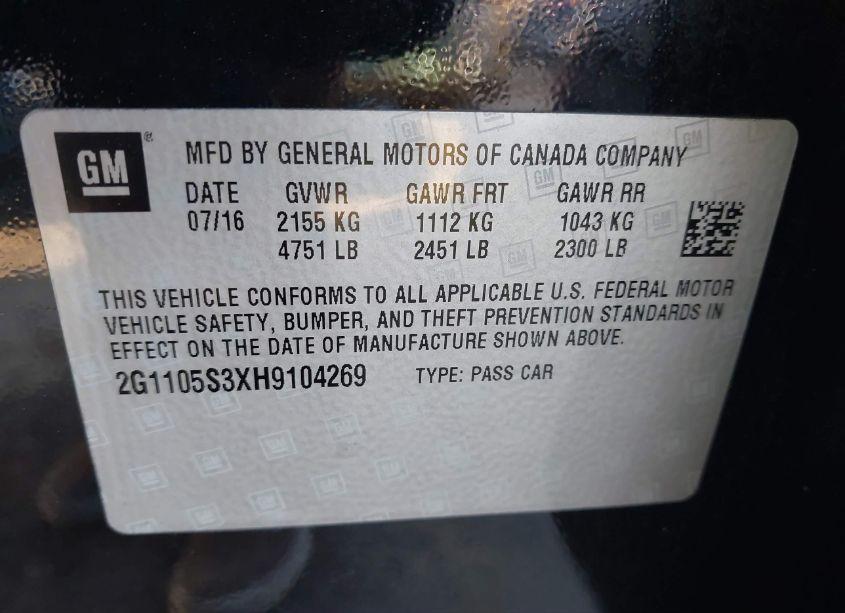 GM®
MFD BY GENERAL MOTORS OF CANADA COMPANY
DATE GVWR GAWR FRT GAWR RR
07/16 2155 KG 1112 KG 1043 KG
4751 LB 2451 LB 2300 LB
THIS VEHICLE CONFORMS TO ALL APPLICABLE U.S. FEDERAL MOTOR
VEHICLE SAFETY, BUMPER, AND THEFT PREVENTION STANDARDS IN
EFFECT ON THE DATE OF MANUFACTURE SHOWN ABOVE.
2G1105S3XH9104269 TYPE: PASS CAR